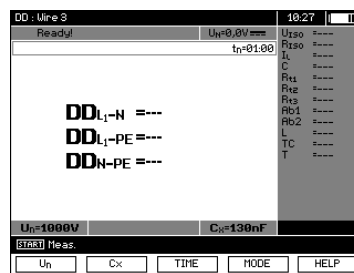 DD : Wire 3 10:27
Ready! UN=0,0V
tn=01:00
DDL1-N =---
DDL1-PE=---
DDN-PE=---
UISO =---
RISO =---
IL =---
C =---
Rt1 =---
Rt2 =---
Rt3 =---
Ab1 =---
Ab2 =---
L =---
TC =---
T =---
Un=1000V CX=130nF
START Meas.
Un Cx TIME MODE HELP